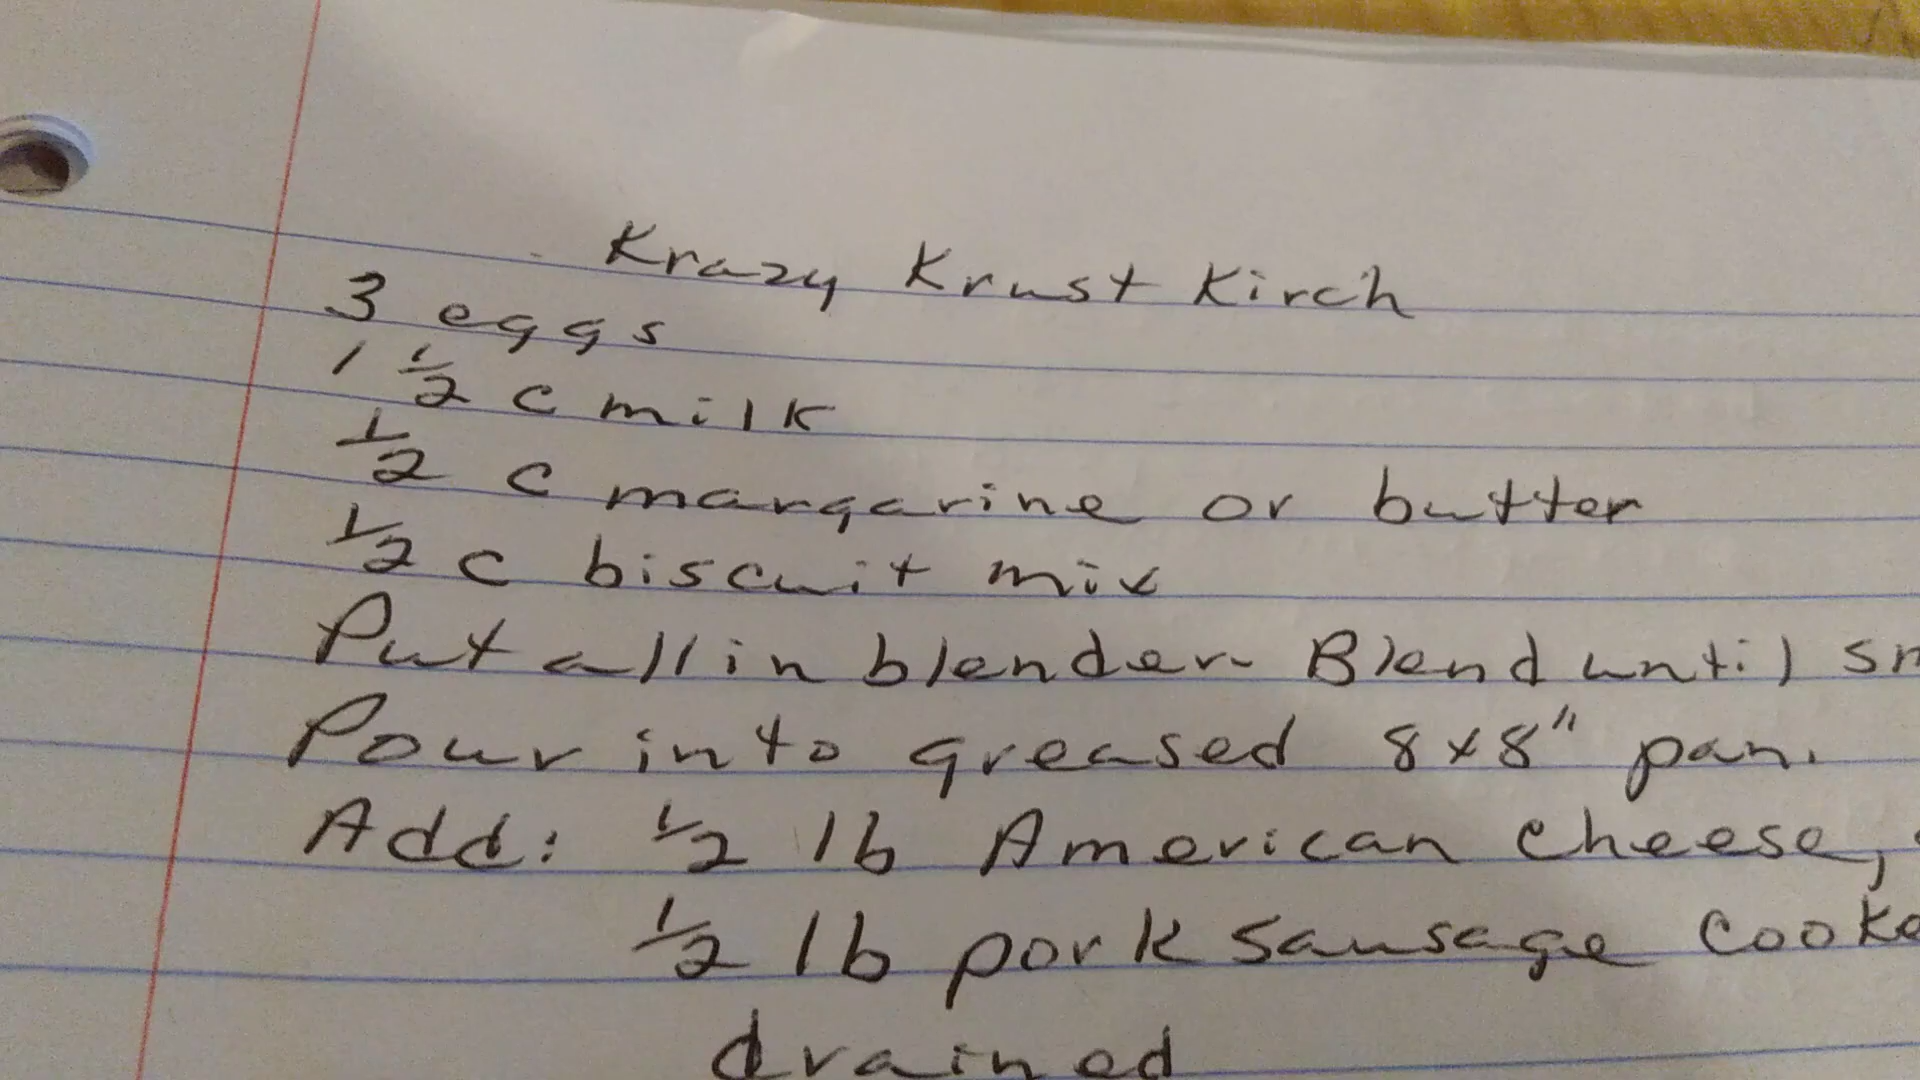 Krazy Krust Kirch
3 eggs
1 1/2 c milk
1/2 c margarine or butter
1/2 c biscuit mix
Put all in blender. Blend until
Pour into greased 8x8" pan.
Add: 1/2 lb American cheese,
1/2 lb pork sausage
drained